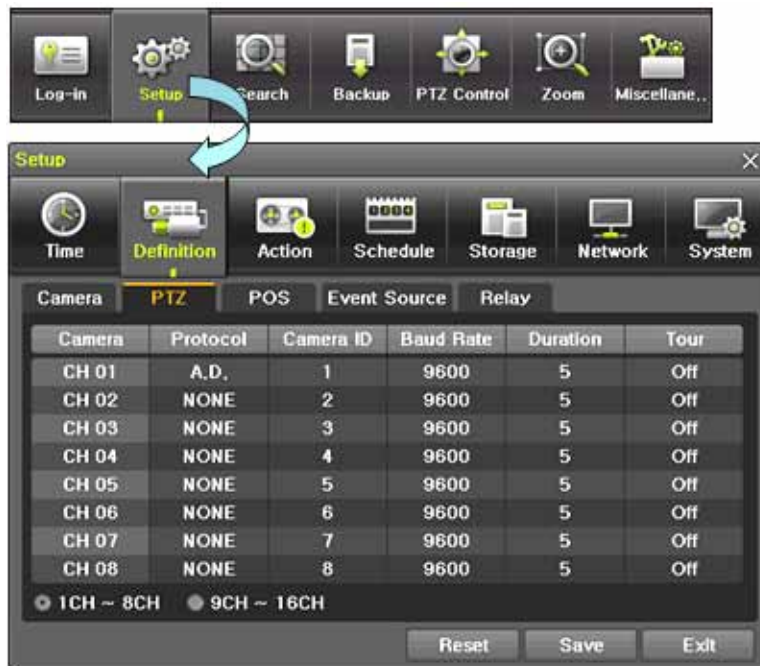 Log-in Setup Search Backup PTZ Control Zoom Miscellane..
Setup
Time Definition Action Schedule Storage Network System
Camera PTZ POS Event Source Relay
Camera Protocol Camera ID Baud Rate Duration Tour
CH 01 A.D. 1 9600 5 Off
CH 02 NONE 2 9600 5 Off
CH 03 NONE 3 9600 5 Off
CH 04 NONE 4 9600 5 Off
CH 05 NONE 5 9600 5 Off
CH 06 NONE 6 9600 5 Off
CH 07 NONE 7 9600 5 Off
CH 08 NONE 8 9600 5 Off
1CH ~ 8CH 9CH ~ 16CH
Reset Save Exit